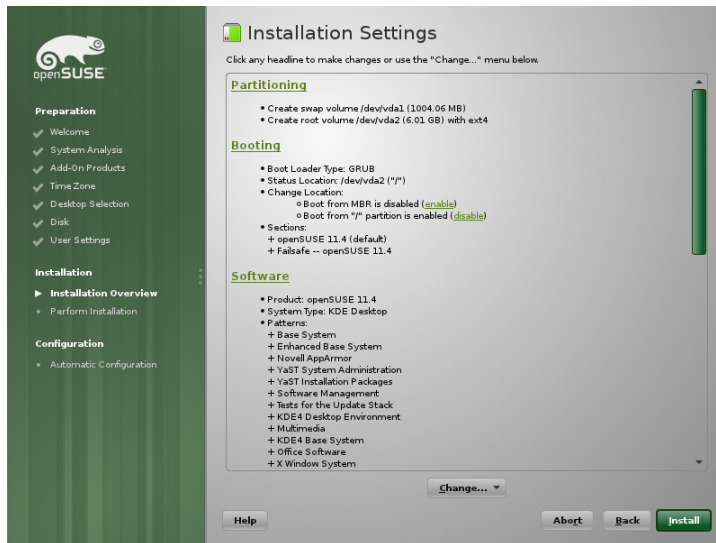 openSUSE
Preparation
Welcome
System Analysis
Add-On Products
Time Zone
Desktop Selection
Disk
User Settings
Installation
Installation Overview
Perform Installation
Configuration
Automatic Configuration
Installation Settings
Click any headline to make changes or use the "Change..." menu below.
Partitioning
• Create swap volume /dev/vda1 (1004.06 MB)
• Create root volume /dev/vda2 (6.01 GB) with ext4
Booting
• Boot Loader Type: GRUB
• Status Location: /dev/vda2 ("/")
• Change Location:
o Boot from MBR is disabled (enable)
o Boot from "/" partition is enabled (disable)
• Sections:
+ openSUSE 11.4 (default)
+ Failsafe -- openSUSE 11.4
Software
• Product: openSUSE 11.4
• System Type: KDE Desktop
• Patterns:
+ Base System
+ Enhanced Base System
+ Novell AppArmor
+ YaST System Administration
+ YaST Installation Packages
+ Software Management
+ Tests for the Update Stack
+ KDE4 Desktop Environment
+ Multimedia
+ KDE4 Base System
+ Office Software
+ X Window System
Change...
Help
Abort
Back
Install